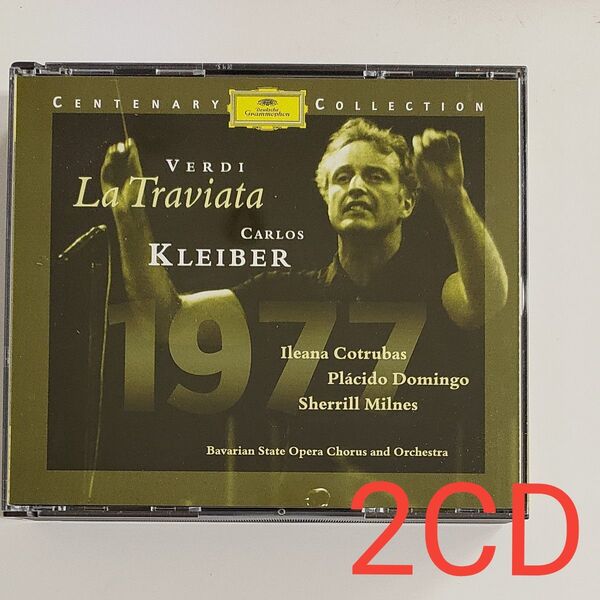 CENTENARY Deutsche Grammophon COLLECTION
VERDI
La Traviata
CARLOS
KLEIBER
1977
Ileana Cotrubas
Plácido Domingo
Sherrill Milnes
Bavarian State Opera Chorus and Orchestra
2CD